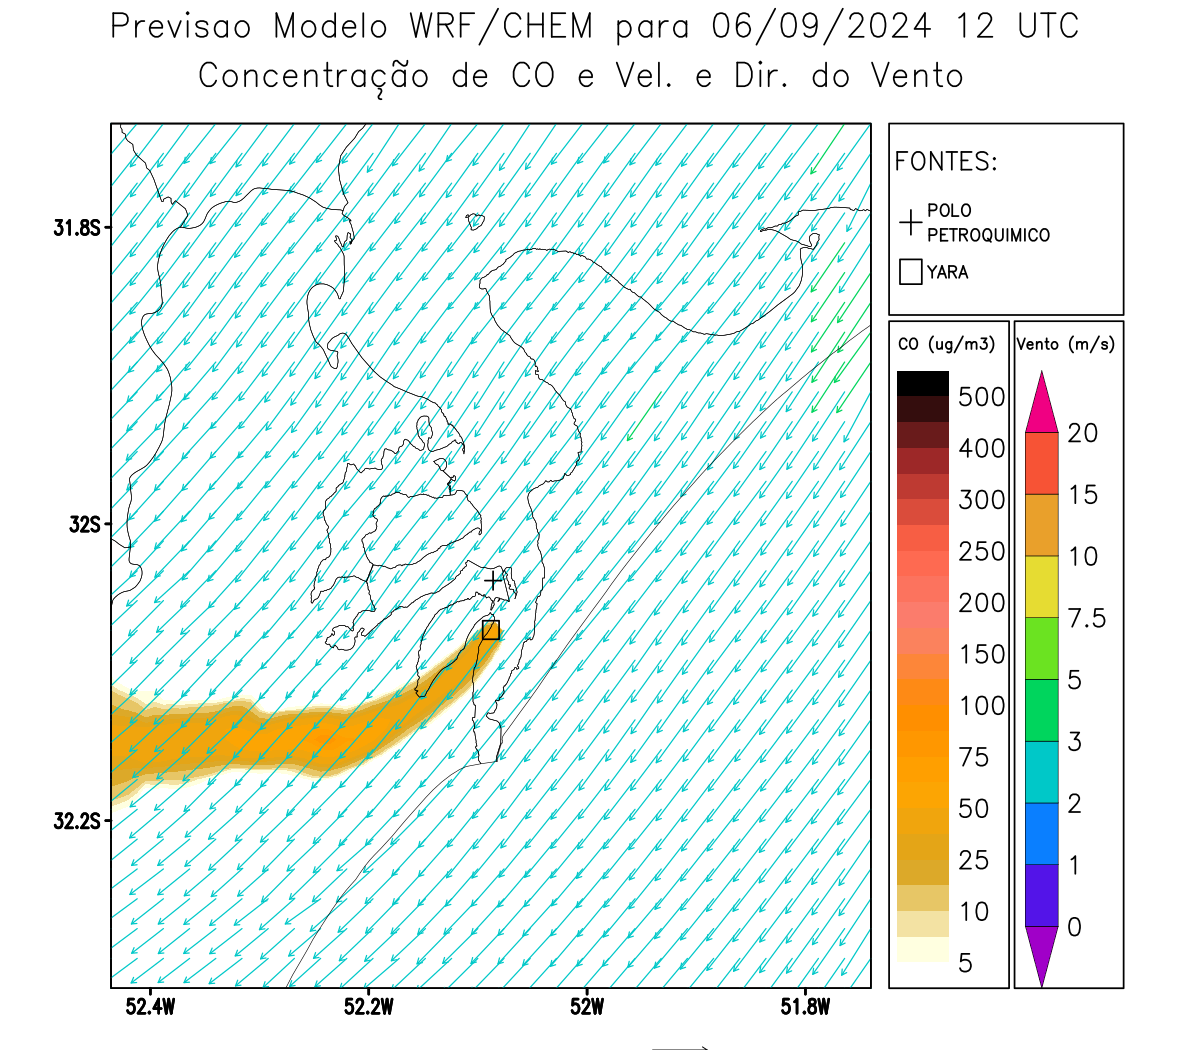 Previsao Modelo WRF/CHEM para 06/09/2024 12 UTC
Concentração de CO e Vel. e Dir. do Vento
FONTES:
POLO
PETROQUIMICO
YARA
CO (ug/m3)
500
400
300
250
200
150
100
75
50
25
10
5
Vento (m/s)
20
15
10
7.5
5
3
2
1
0
31.8S
32S
32.2S
52.4W
52.2W
52W
51.8W